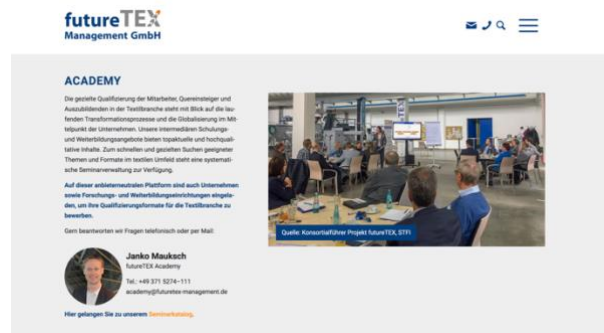 futureTEX
Management GmbH
ACADEMY
Die gezielte Qualifizierung der Mitarbeiter, Quereinsteiger und
Auszubildenden in der Textilbranche steht mit Blick auf die lau-
fenden Transformationsprozesse und die Globalisierung im Mit-
telpunkt der Unternehmen. Unsere intermediären Schulungs-
und Weiterbildungsangebote bieten topaktuelle und hochquali-
tative Inhalte. Zum schnellen und gezielten Suchen geeigneter
Themen und Formate im textilen Umfeld steht eine systemati-
sche Seminarverwaltung zur Verfügung.
Auf dieser anbieterneutralen Plattform sind auch Unternehmen
sowie Forschungs- und Weiterbildungseinrichtungen eingela-
den, um ihre Qualifizierungsformate für die Textilbranche zu
bewerben.
Gern beantworten wir Fragen telefonisch oder per Mail:
Janko Mauksch
futureTEX Academy
Tel.: +49 371 5274–111
academy@futuretex-management.de
Hier gelangen Sie zu unserem Seminarkatalog.
Quelle: Konsortialführer Projekt futureTEX, STFI